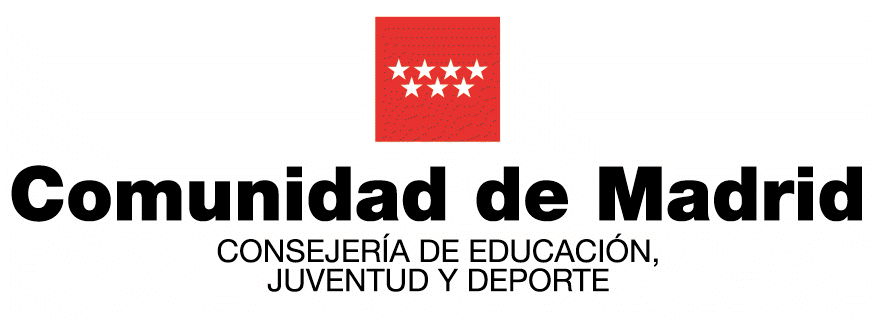 Comunidad de Madrid
CONSEJERÍA DE EDUCACIÓN,
JUVENTUD Y DEPORTE